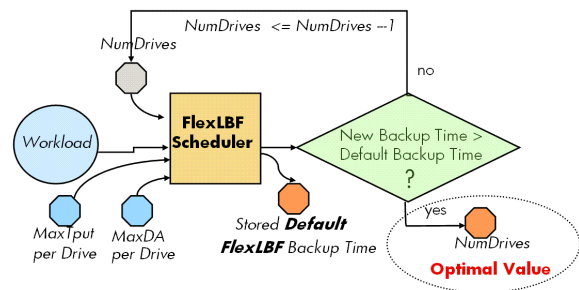 NumDrives <= NumDrives --1
NumDrives
no
FlexLBF
Scheduler
Workload
New Backup Time >
Default Backup Time
?
yes
MaxTput
per Drive
MaxDA
per Drive
Stored Default
FlexLBF Backup Time
NumDrives
Optimal Value